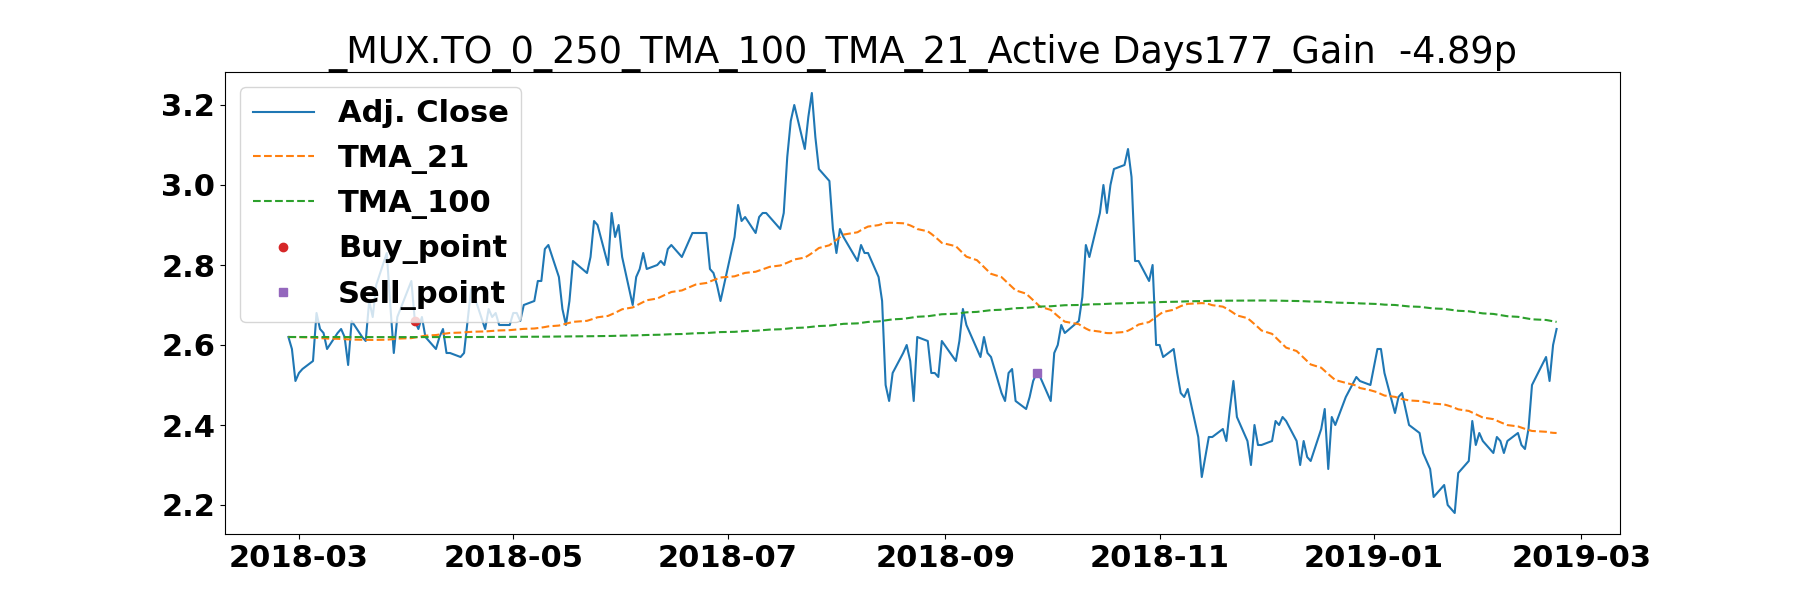 _MUX.TO_0_250_TMA_100_TMA_21_Active Days177_Gain  -4.89p
Adj. Close
TMA_21
TMA_100
Buy_point
Sell_point
3.2
3.0
2.8
2.6
2.4
2.2
2018-03 2018-05 2018-07 2018-09 2018-11 2019-01 2019-03